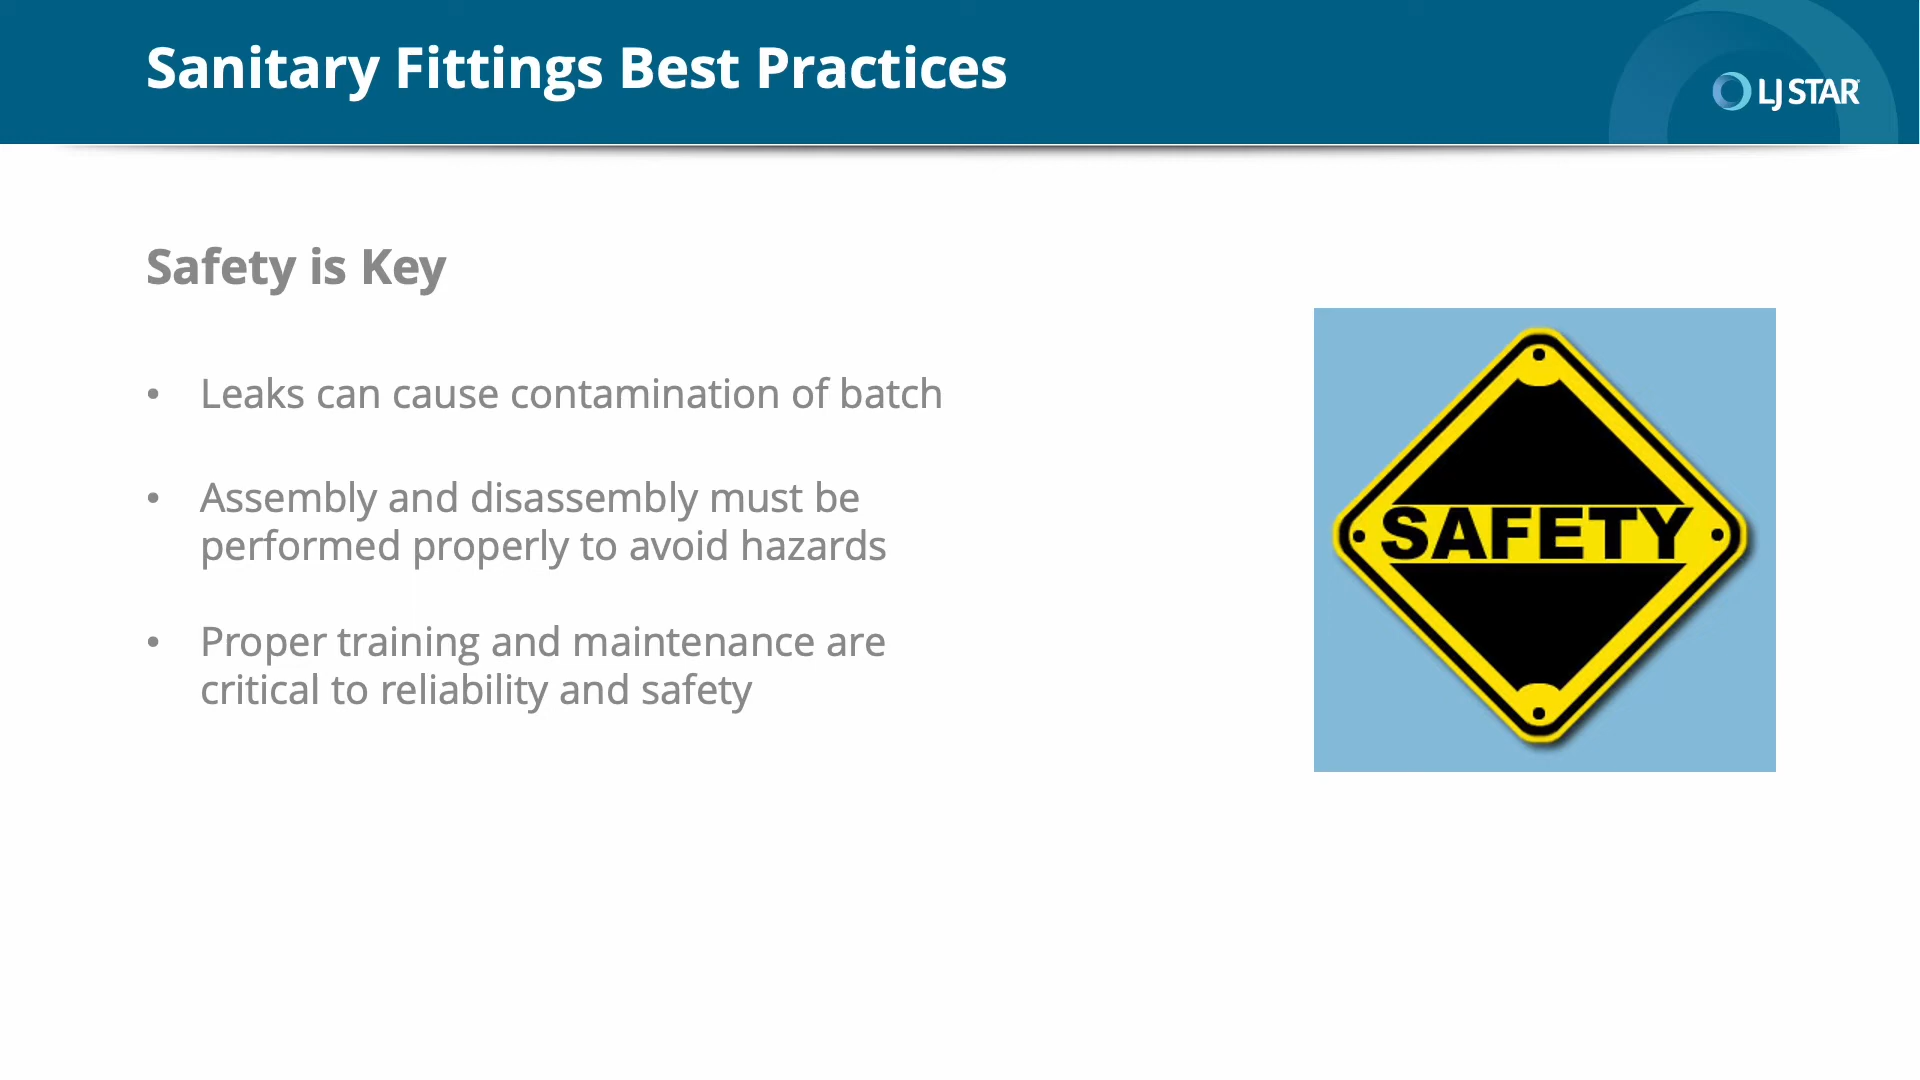 Sanitary Fittings Best Practices
LJ STAR
Safety is Key
• Leaks can cause contamination of batch
• Assembly and disassembly must be
performed properly to avoid hazards
• Proper training and maintenance are
critical to reliability and safety
SAFETY